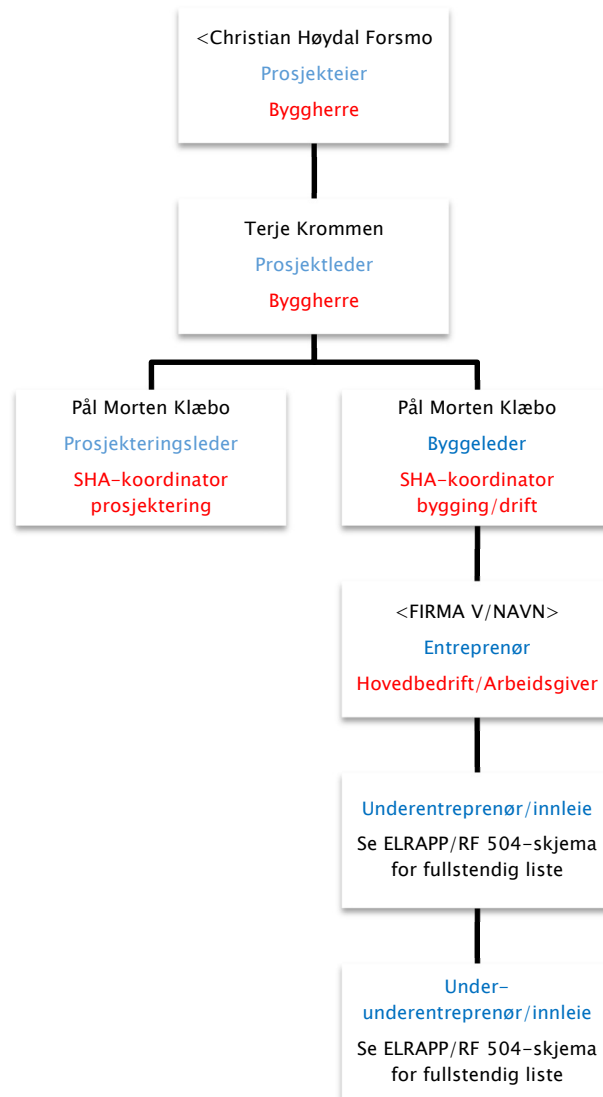 <Christian Høydal Forsmo
Prosjekteier
Byggherre
Terje Krommen
Prosjektleder
Byggherre
Pål Morten Klæbo
Prosjekteringsleder
SHA-koordinator
prosjektering
Pål Morten Klæbo
Byggeleder
SHA-koordinator
bygging/drift
<FIRMA V/NAVN>
Entreprenør
Hovedbedrift/Arbeidsgiver
Underentreprenør/innleie
Se ELRAPP/RF 504-skjema
for fullstendig liste
Under-
underentreprenør/innleie
Se ELRAPP/RF 504-skjema
for fullstendig liste